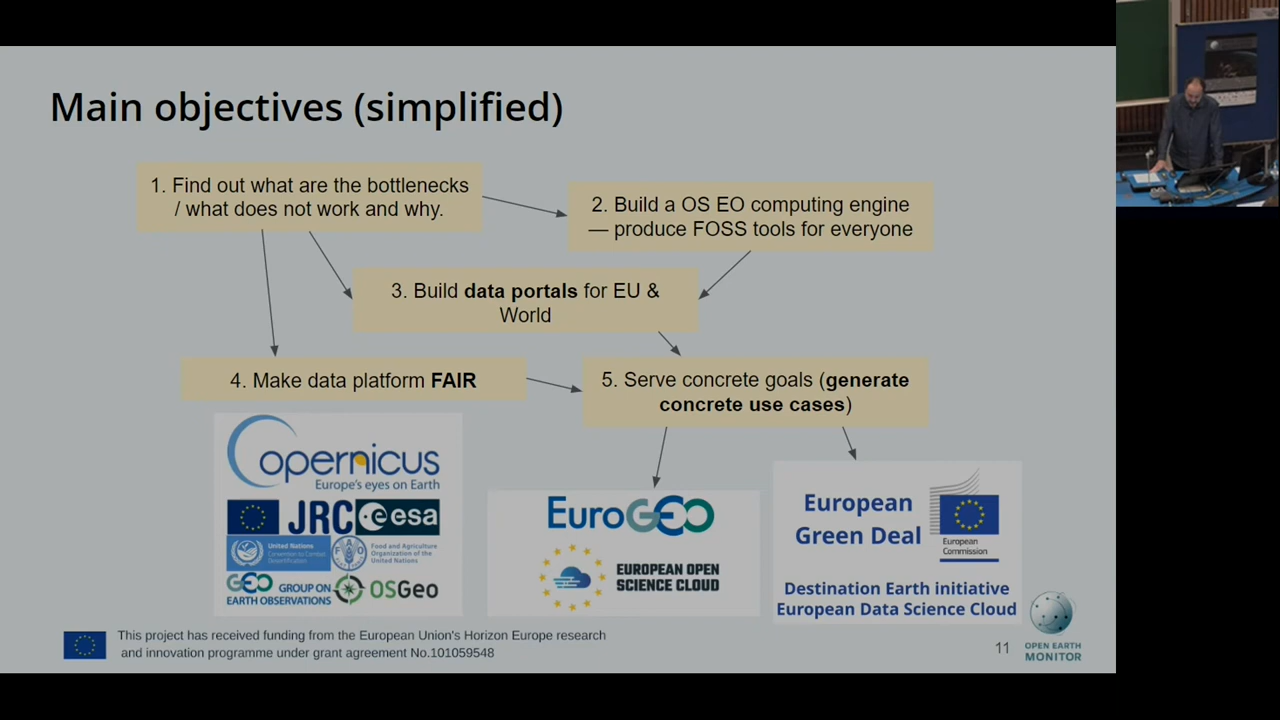 Main objectives (simplified)
1. Find out what are the bottlenecks
/ what does not work and why.
2. Build a OS EO computing engine
— produce FOSS tools for everyone
3. Build data portals for EU &
World
4. Make data platform FAIR
5. Serve concrete goals (generate
concrete use cases)
opernicus
Europe's eyes on Earth
JRC esa
United Nations
Convention to Combat
Desertification
FAO
Food and Agriculture
Organization of the
United Nations
GEO GROUP ON
EARTH OBSERVATIONS
OSGeo
EuroGEO
EUROPEAN OPEN
SCIENCE CLOUD
European
Green Deal
European
Commission
Destination Earth initiative
European Data Science Cloud
This project has received funding from the European Union's Horizon Europe research
and innovation programme under grant agreement No.101059548
11
OPEN EARTH
MONITOR